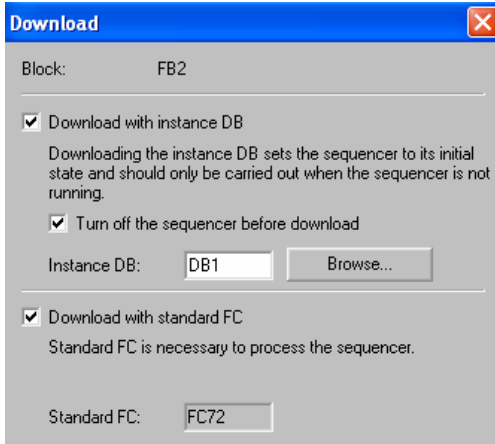 Download
Block: FB2
Download with instance DB
Downloading the instance DB sets the sequencer to its initial
state and should only be carried out when the sequencer is not
running.
Turn off the sequencer before download
Instance DB: DB1 Browse...
Download with standard FC
Standard FC is necessary to process the sequencer.
Standard FC: FC72